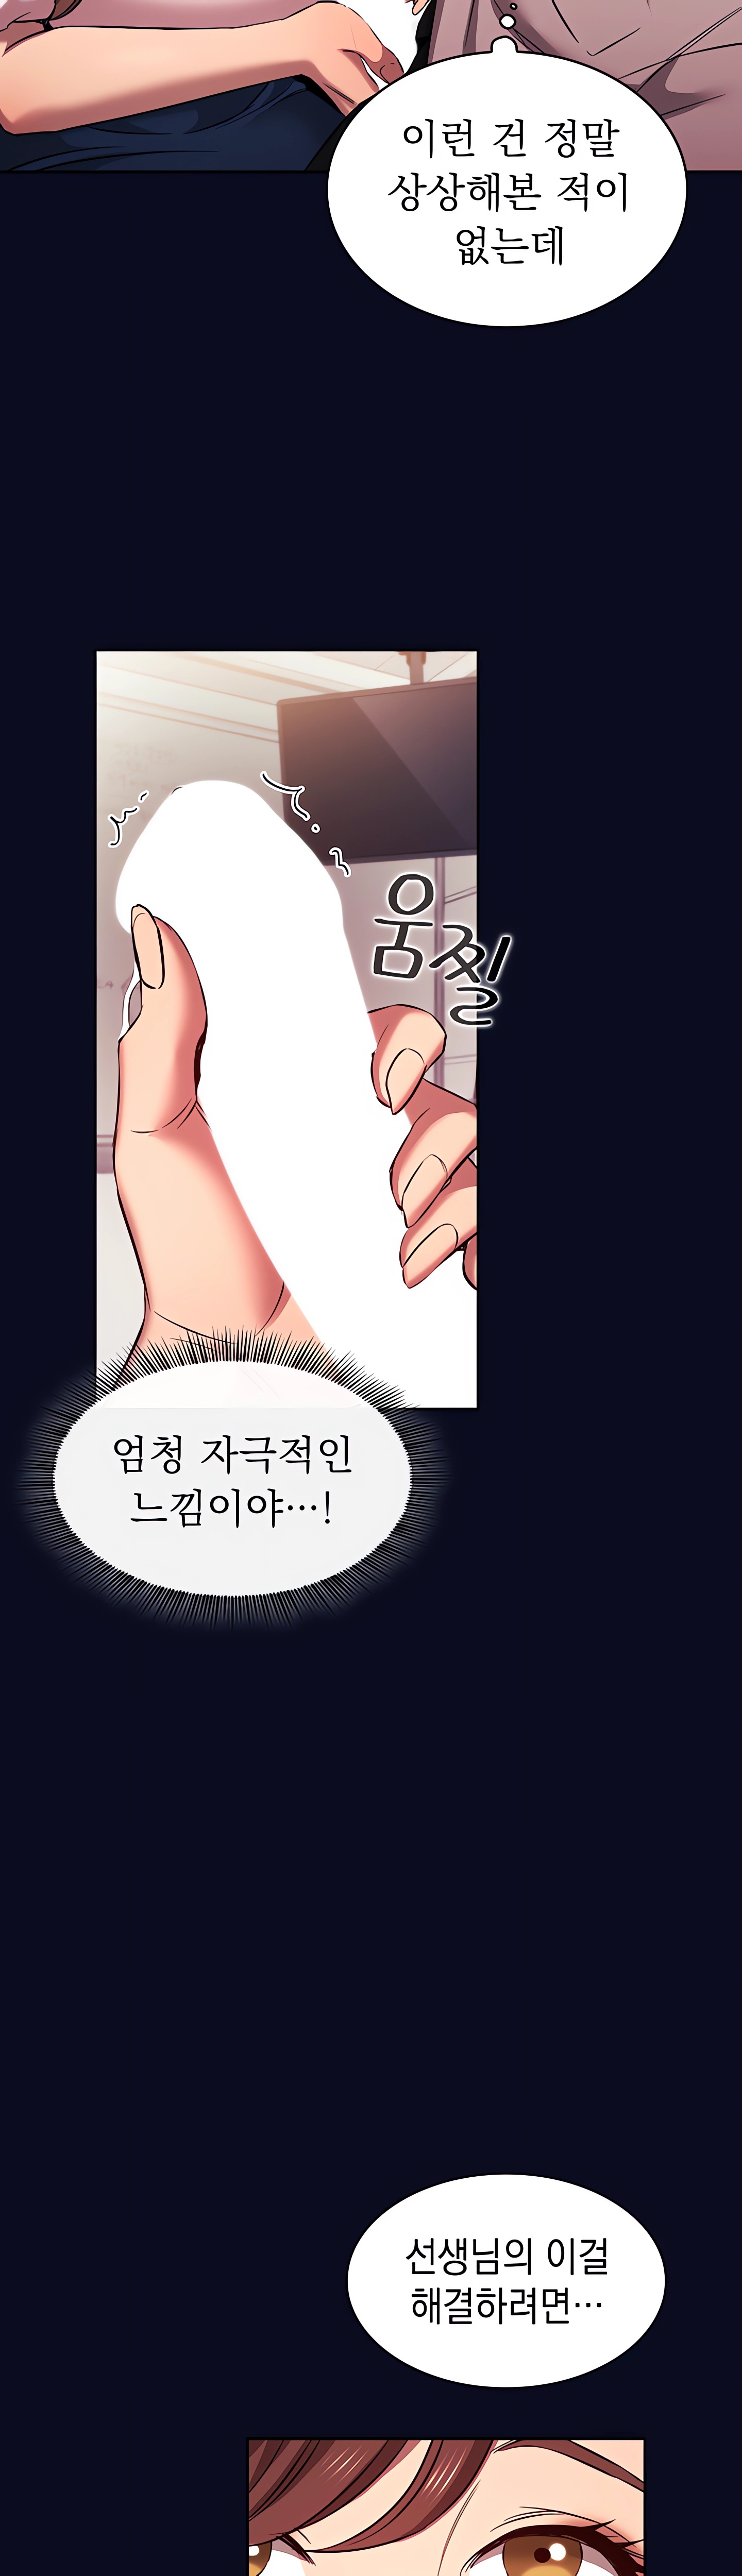 이런 건 정말
상상해본 적이
없는데
움찔
엄청 자극적인
느낌이야…!
선생님의 이걸
해결하려면…